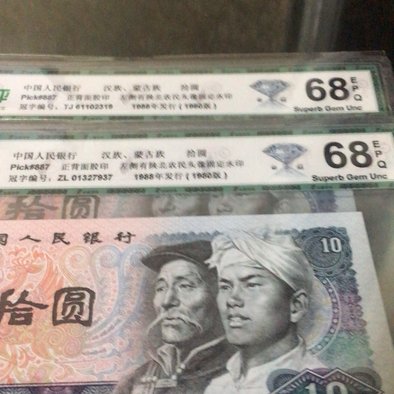 评
中国人民银行 汉族、蒙古族 拾圆
Pick#887 正背面胶印 左侧有陕北农民头像固定水印
冠字编号: TJ 61102316 1988年发行(1980版)
68 EPQ
Superb Gem Unc
中国人民银行 汉族、蒙古族 拾圆
Pick#887 正背面胶印 左侧有陕北农民头像固定水印
冠字编号: ZL 01327937 1988年发行(1980版)
68 EPQ
Superb Gem Unc
国人民银行
10
拾圆
10